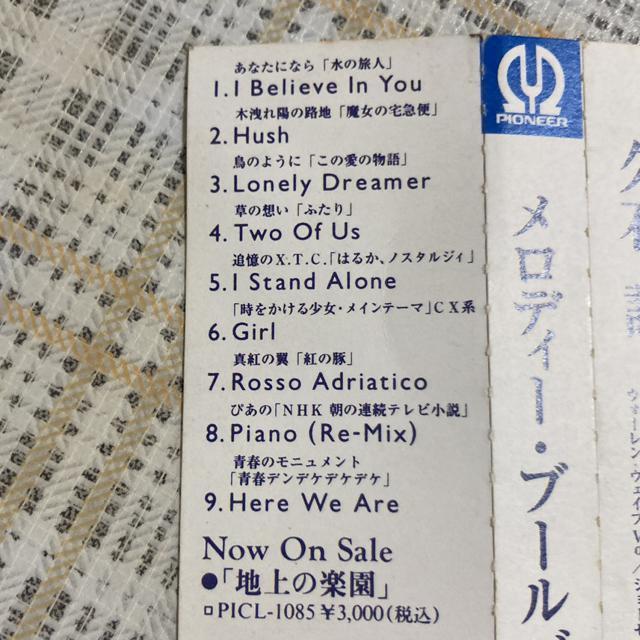 あなたになら「水の旅人」
1. I Believe In You
木洩れ陽の路地「魔女の宅急便」
2. Hush
鳥のように「この愛の物語」
3. Lonely Dreamer
草の想い「ふたり」
4. Two Of Us
追憶のX.T.C.「はるか、ノスタルジィ」
5. I Stand Alone
「時をかける少女・メインテーマ」CX系
6. Girl
真紅の翼「紅の豚」
7. Rosso Adriatico
ぴあの「NHK 朝の連続テレビ小説」
8. Piano (Re-Mix)
青春のモニュメント
「青春デンデケデケデケ」
9. Here We Are
Now On Sale
●「地上の楽園」
□PICL-1085 ¥3,000(税込)
PIONEER
メロディー・ブール